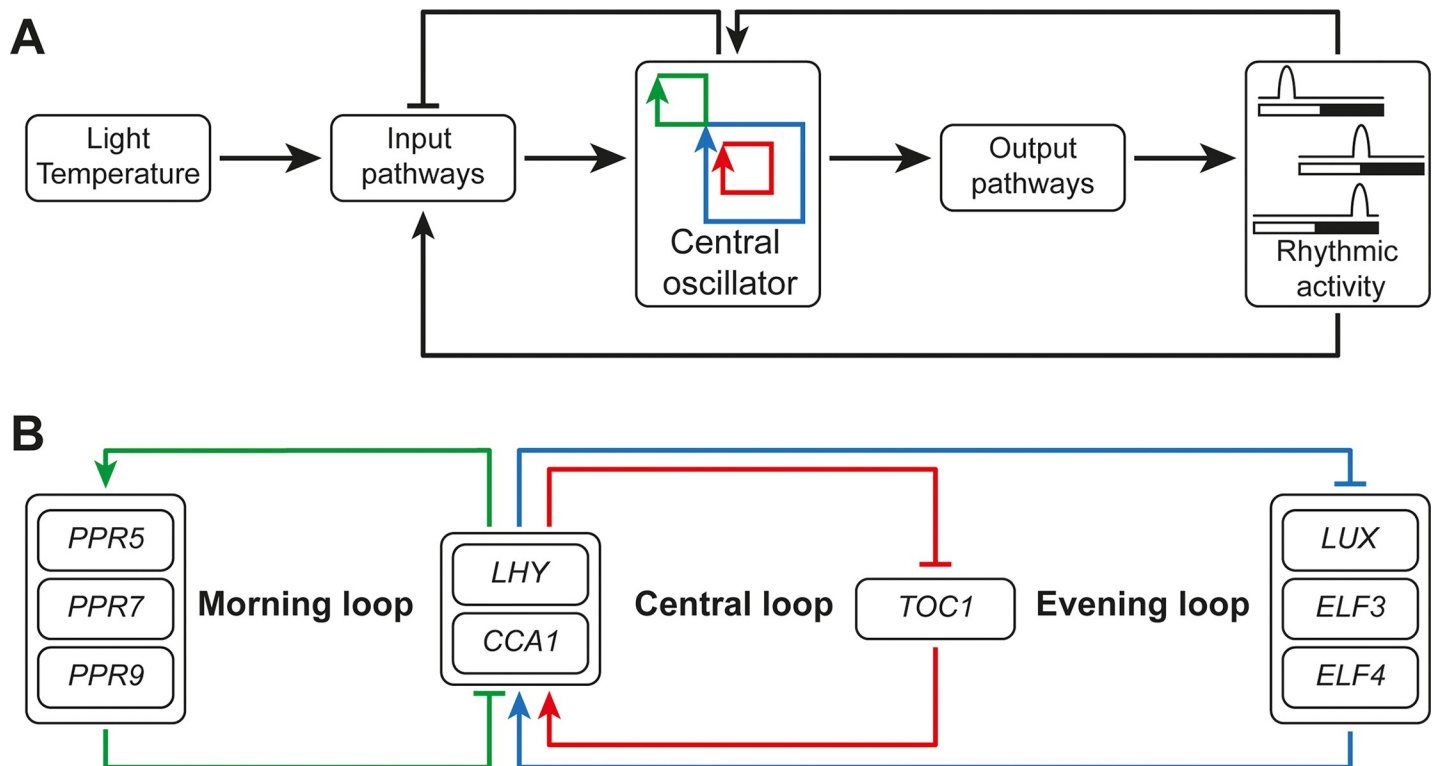 A
Light
Temperature
Input
pathways
Central
oscillator
Output
pathways
Rhythmic
activity
B
PPR5
PPR7
PPR9
Morning loop
LHY
CCA1
Central loop
TOC1
Evening loop
LUX
ELF3
ELF4